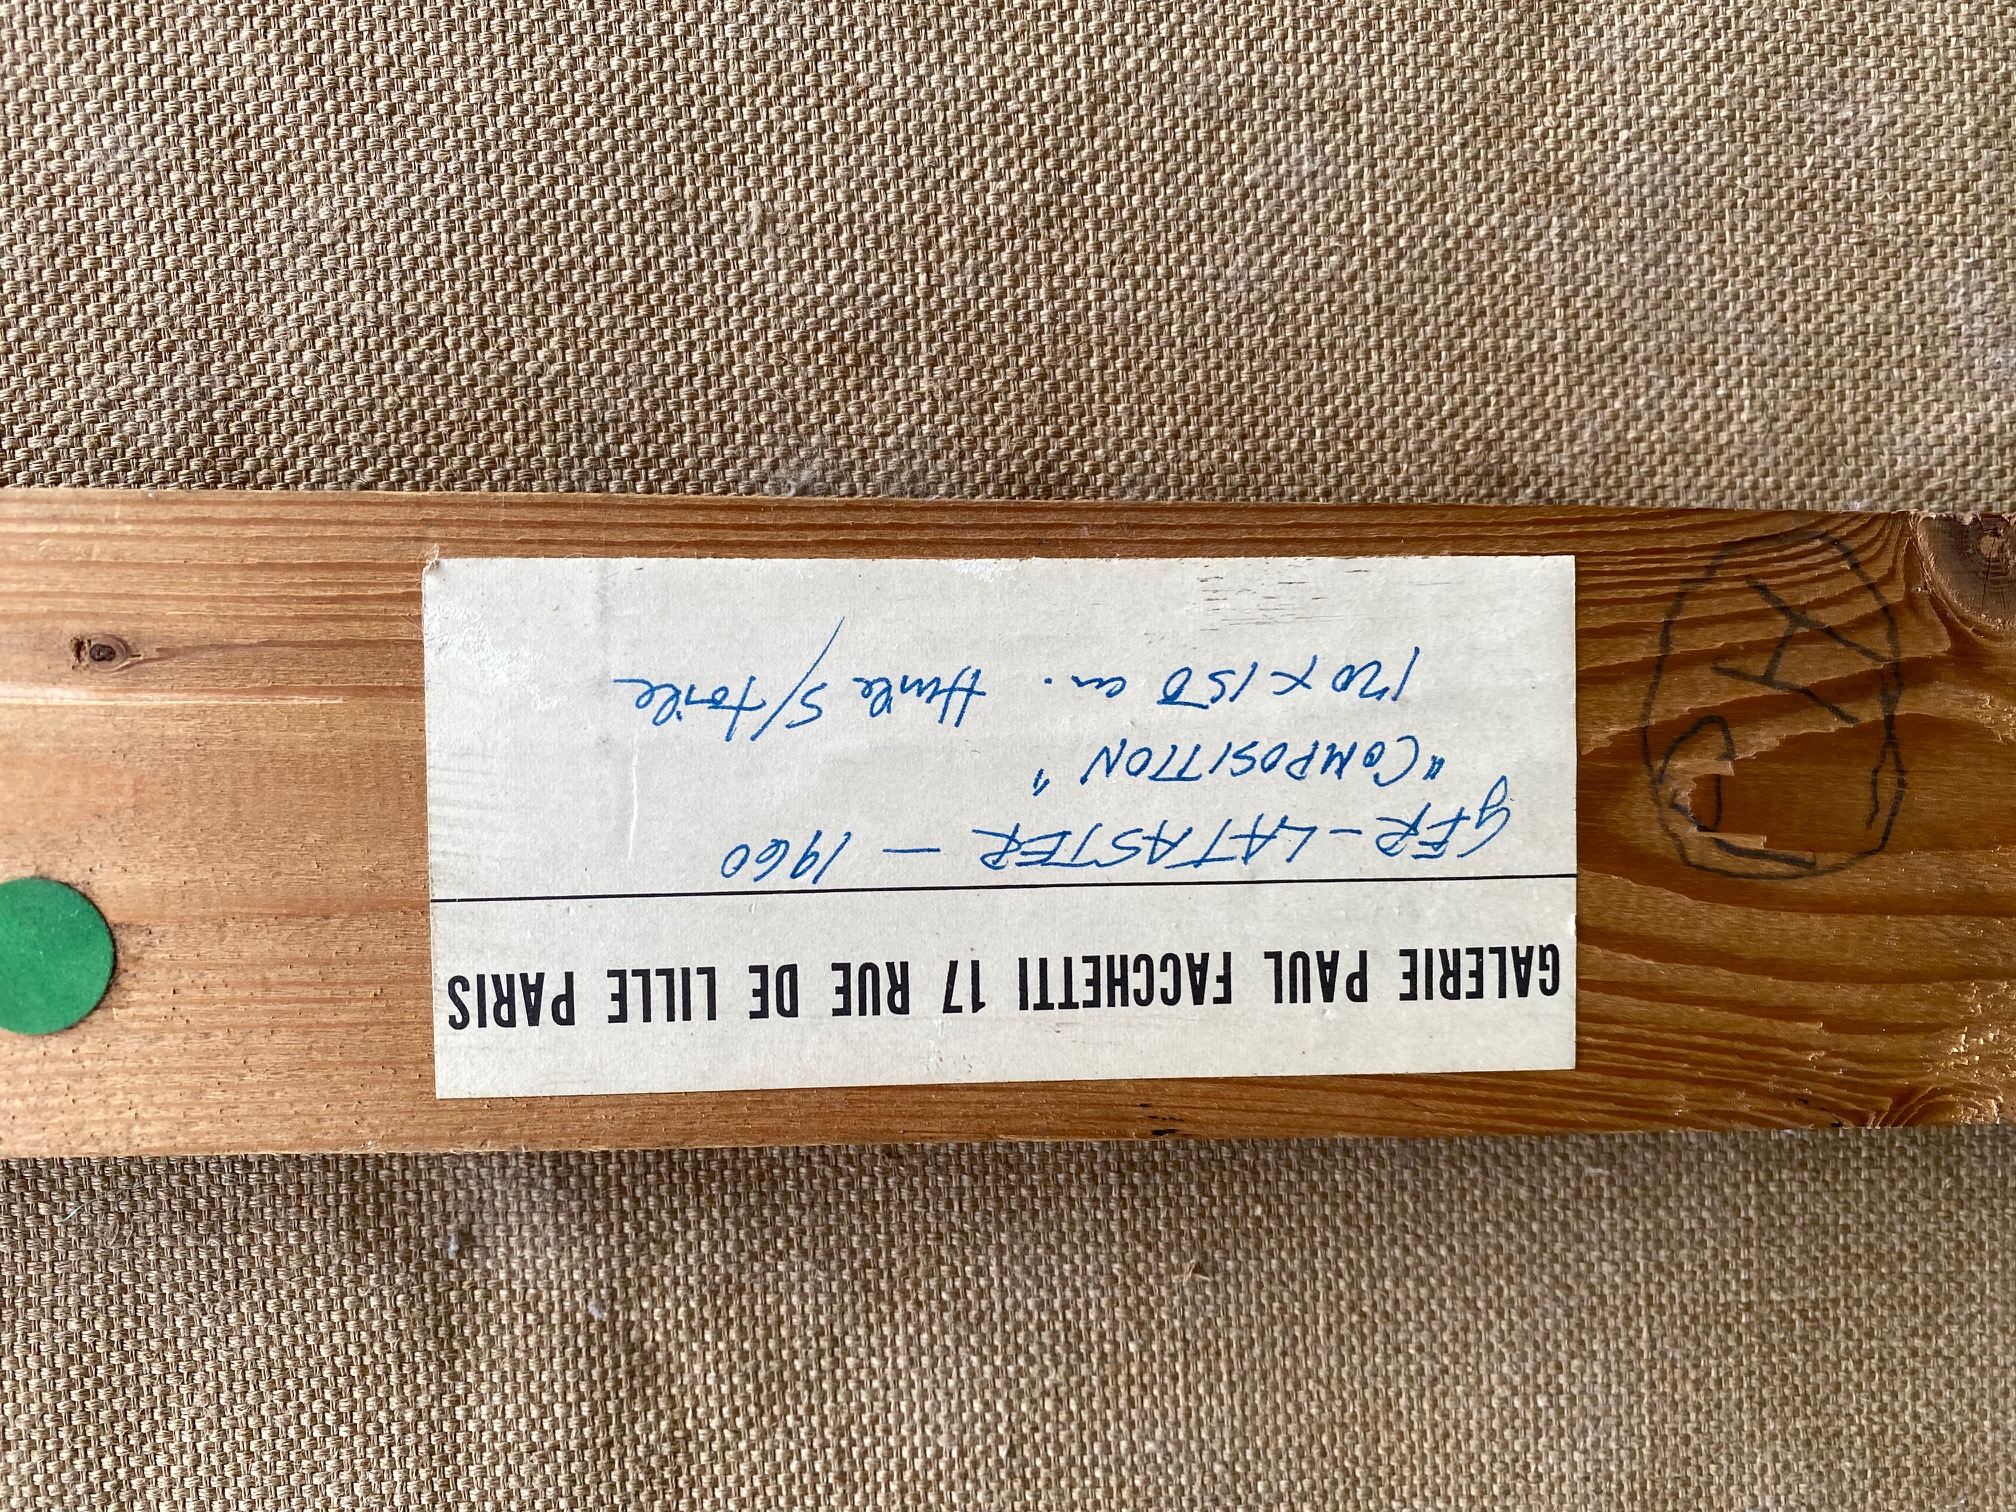 GALERIE PAUL FACCHETTI 17 RUE DE LILLE PARIS
GER-LATASTER — 1960
"COMPOSITION"
120 x 150 cm. Huile S/toile